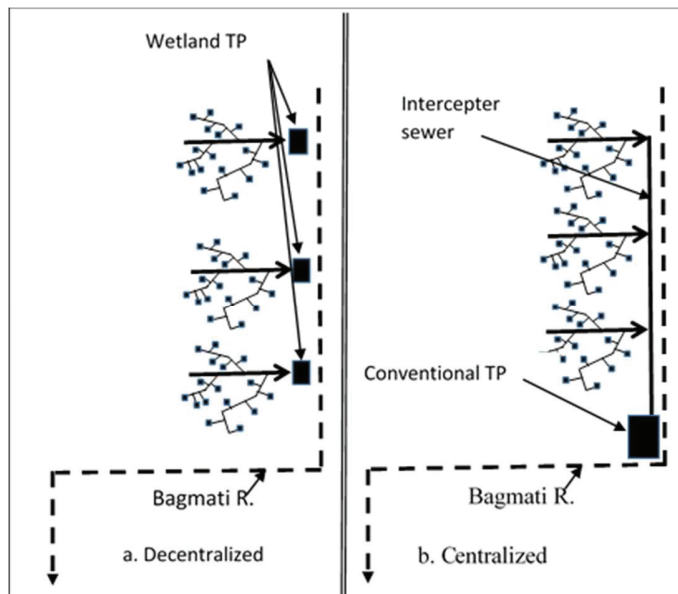 Wetland TP
Bagmati R.
a. Decentralized
Intercepter
sewer
Conventional TP
Bagmati R.
b. Centralized